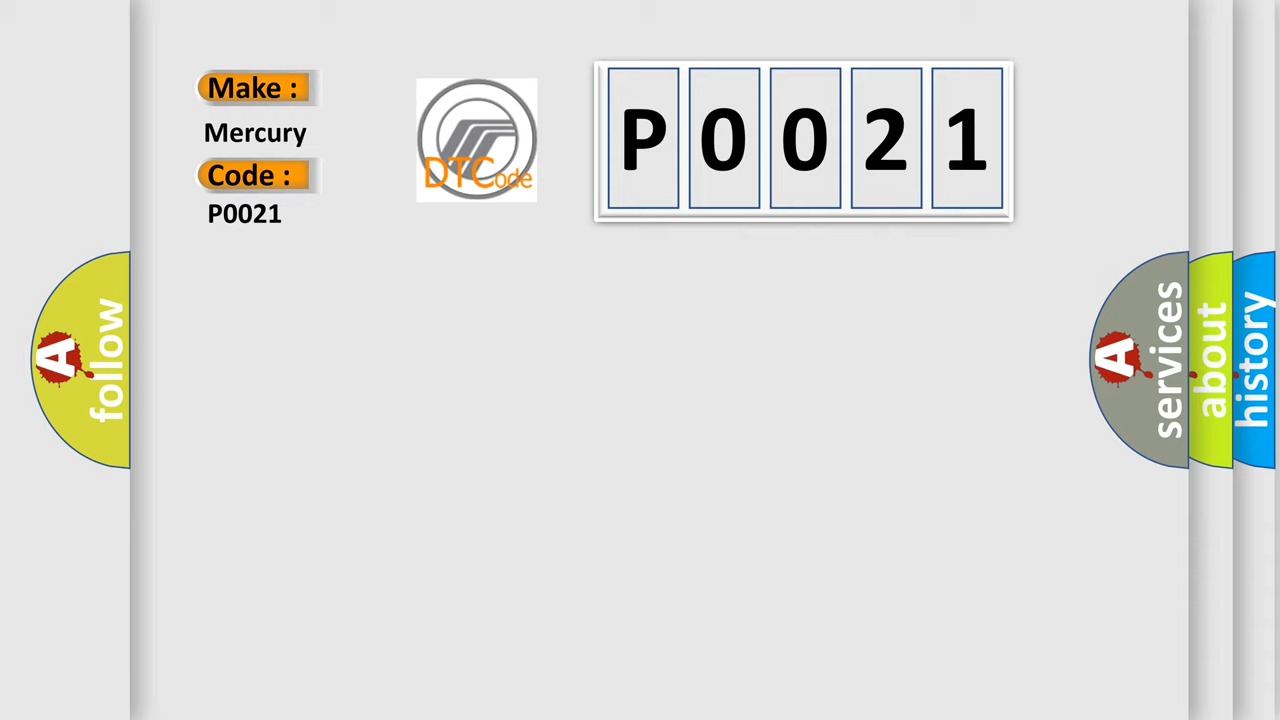 Make :
Mercury
Code :
P0021
DTCode
P0021
A follow
A services
about
history